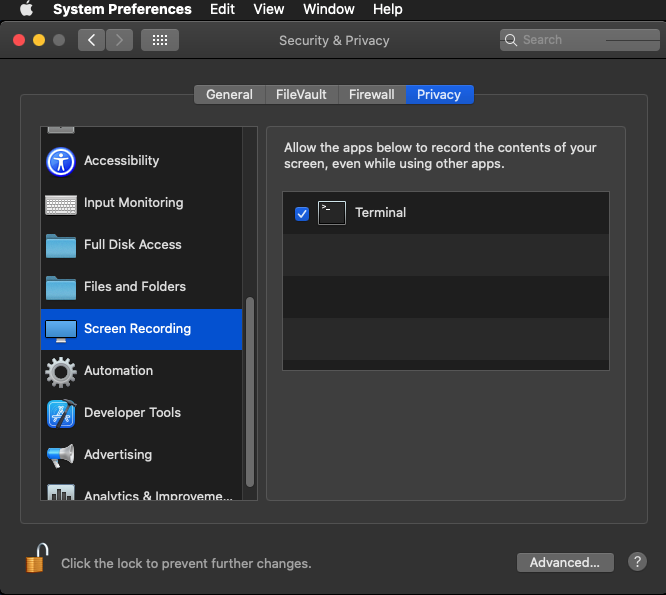 System Preferences Edit View Window Help
Security & Privacy
Search
General FileVault Firewall Privacy
Accessibility
Input Monitoring
Full Disk Access
Files and Folders
Screen Recording
Automation
Developer Tools
Advertising
Analytics & Improveme...
Allow the apps below to record the contents of your
screen, even while using other apps.
>_ Terminal
Click the lock to prevent further changes.
Advanced... ?